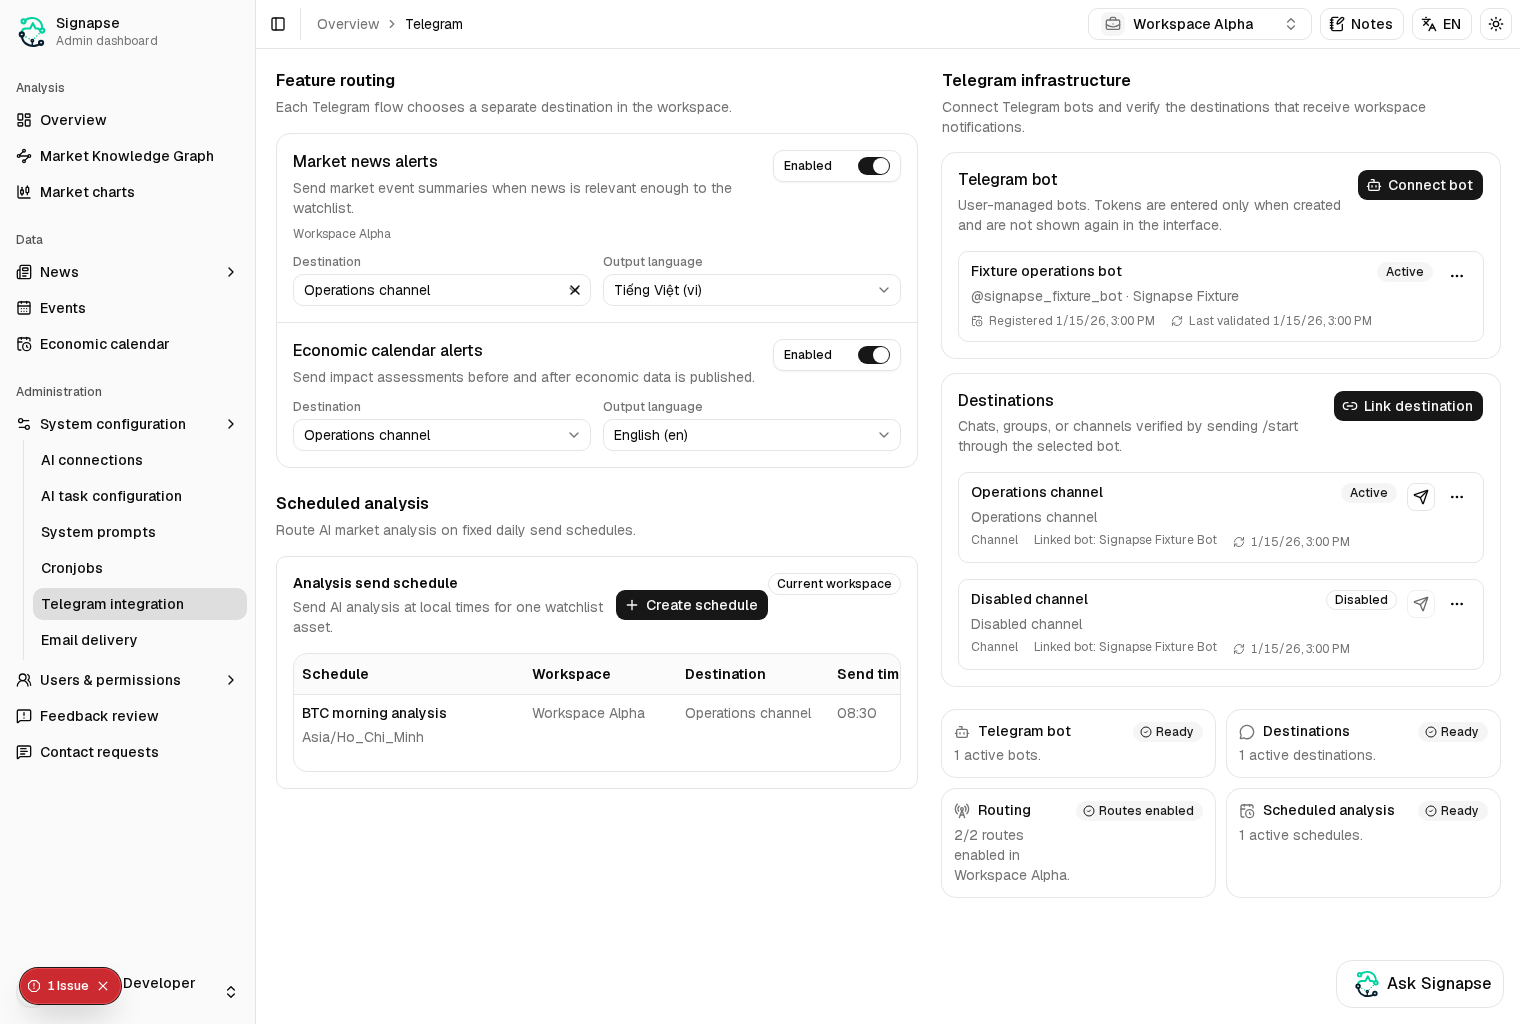 Signapse
Admin dashboard
Analysis
Overview
Market Knowledge Graph
Market charts
Data
News
Events
Economic calendar
Administration
System configuration
AI connections
AI task configuration
System prompts
Cronjobs
Telegram integration
Email delivery
Users & permissions
Feedback review
Contact requests
1 Issue
Developer
Overview > Telegram
Workspace Alpha
Notes
EN
Feature routing
Each Telegram flow chooses a separate destination in the workspace.
Market news alerts
Enabled
Send market event summaries when news is relevant enough to the
watchlist.
Workspace Alpha
Destination
Output language
Operations channel
Tiếng Việt (vi)
Economic calendar alerts
Enabled
Send impact assessments before and after economic data is published.
Destination
Output language
Operations channel
English (en)
Scheduled analysis
Route AI market analysis on fixed daily send schedules.
Analysis send schedule
Current workspace
Send AI analysis at local times for one watchlist
asset.
Create schedule
Schedule Workspace Destination Send tim
BTC morning analysis Workspace Alpha Operations channel 08:30
Asia/Ho_Chi_Minh
Telegram infrastructure
Connect Telegram bots and verify the destinations that receive workspace
notifications.
Telegram bot
Connect bot
User-managed bots. Tokens are entered only when created
and are not shown again in the interface.
Fixture operations bot
Active
@signapse_fixture_bot · Signapse Fixture
Registered 1/15/26, 3:00 PM Last validated 1/15/26, 3:00 PM
Destinations
Link destination
Chats, groups, or channels verified by sending /start
through the selected bot.
Operations channel
Active
Operations channel
Channel Linked bot: Signapse Fixture Bot 1/15/26, 3:00 PM
Disabled channel
Disabled
Disabled channel
Channel Linked bot: Signapse Fixture Bot 1/15/26, 3:00 PM
Telegram bot
Ready
1 active bots.
Destinations
Ready
1 active destinations.
Routing
Routes enabled
2/2 routes
enabled in
Workspace Alpha.
Scheduled analysis
Ready
1 active schedules.
Ask Signapse